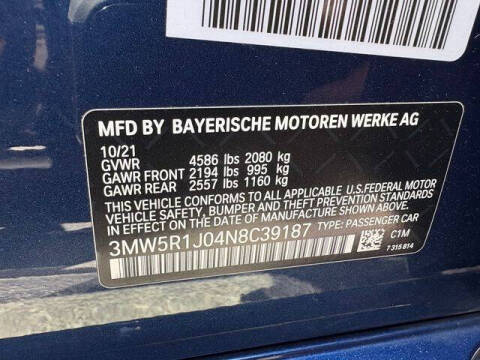 MFD BY BAYERISCHE MOTOREN WERKE AG
10/21
GVWR 4586 lbs 2080 kg
GAWR FRONT 2194 lbs 995 kg
GAWR REAR 2557 lbs 1160 kg
THIS VEHICLE CONFORMS TO ALL APPLICABLE U.S.FEDERAL MOTOR
VEHICLE SAFETY, BUMPER AND THEFT PREVENTION STANDARDS IN
EFFECT ON THE DATE OF MANUFACTURE SHOWN ABOVE.
3MW5R1J04N8C39187 TYPE: PASSENGER CAR
C1M
7 315 814